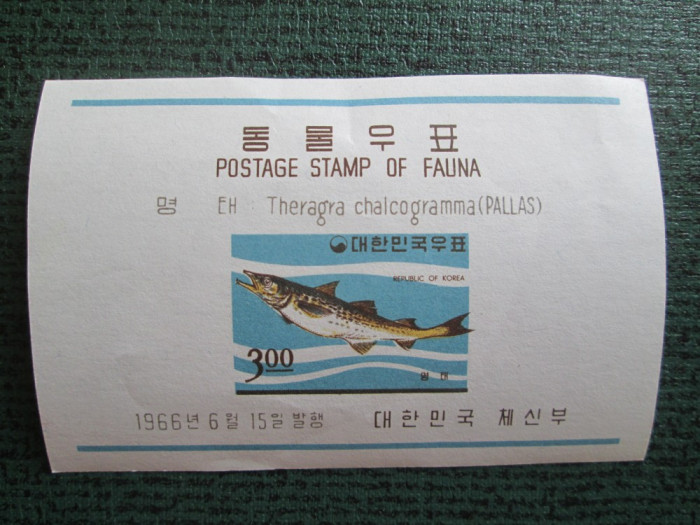 동물우표
POSTAGE STAMP OF FAUNA
명 태 : Theragra chalcogramma(PALLAS)
대한민국우표
REPUBLIC OF KOREA
3.00
명 태
1966년 6월 15일 발행 대한민국 체신부